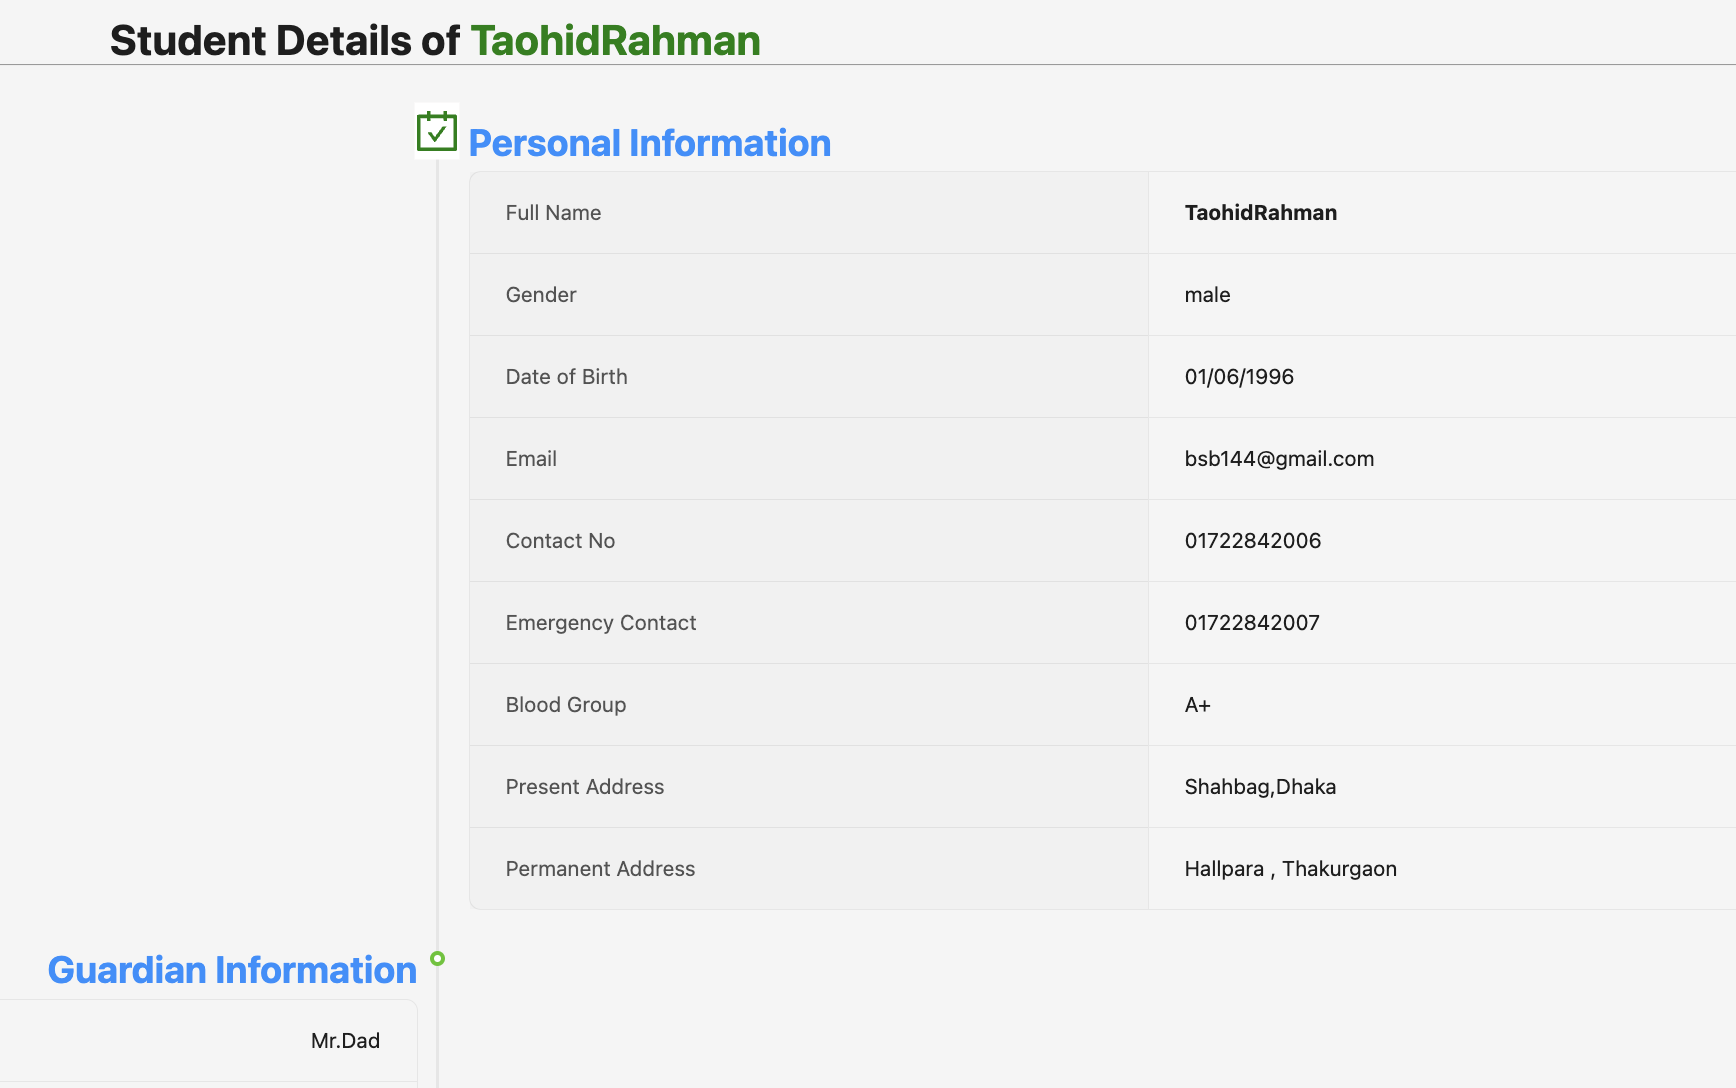 Student Details of TaohidRahman
Personal Information
Full Name TaohidRahman
Gender male
Date of Birth 01/06/1996
Email bsb144@gmail.com
Contact No 01722842006
Emergency Contact 01722842007
Blood Group A+
Present Address Shahbag,Dhaka
Permanent Address Hallpara , Thakurgaon
Guardian Information
Mr.Dad